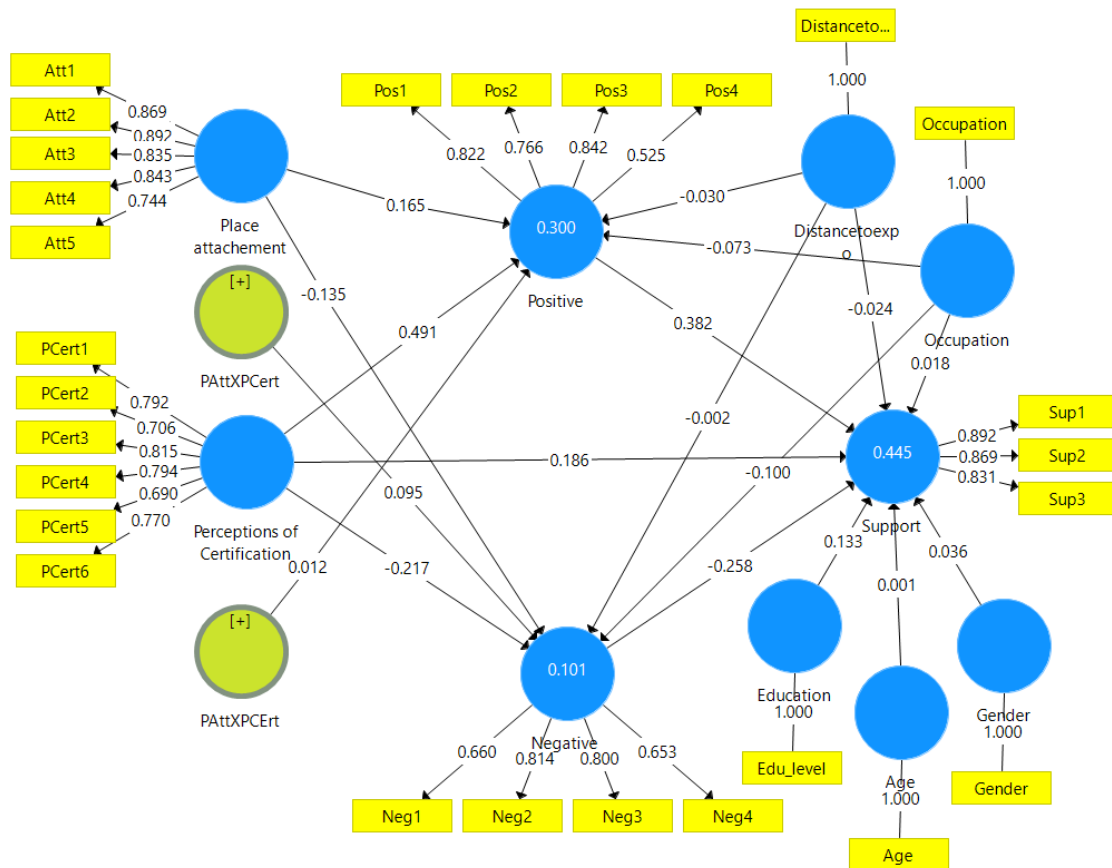 Distanceto...
1.000
Att1
Att2
Att3
Att4
Att5
0.869
0.892
0.835
0.843
0.744
Place
attachement
Pos1
Pos2
Pos3
Pos4
0.822
0.766
0.842
0.525
0.300
Positive
Occupation
1.000
Distancetoexp
o
Occupation
0.165
-0.030
-0.073
-0.135
[+]
PAttXPCert
0.491
0.382
-0.024
0.018
-0.002
PCert1
PCert2
PCert3
PCert4
PCert5
PCert6
0.792
0.706
0.815
0.794
0.690
0.770
Perceptions of
Certification
0.186
-0.100
0.095
0.445
Support
0.892
0.869
0.831
Sup1
Sup2
Sup3
0.012
-0.217
-0.258
0.133
0.001
0.036
[+]
PAttXPCErt
0.101
Negative
0.660
0.814
0.800
0.653
Neg1
Neg2
Neg3
Neg4
Education
1.000
Edu_level
Age
1.000
Age
Gender
1.000
Gender